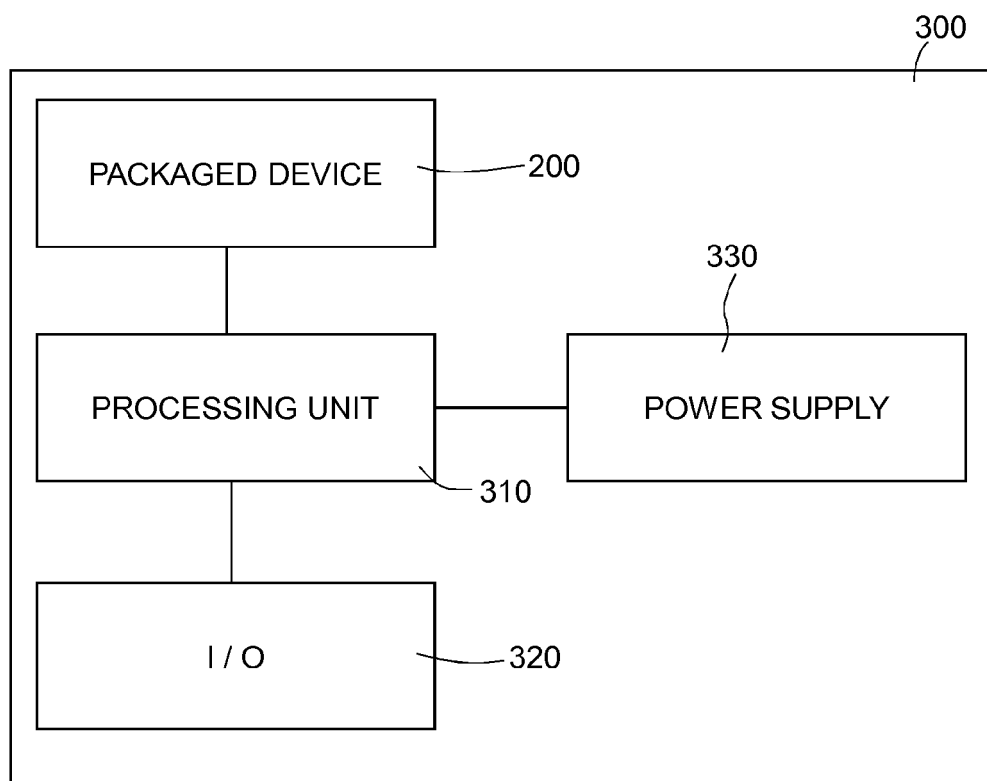 300
PACKAGED DEVICE
200
330
PROCESSING UNIT
POWER SUPPLY
310
I / O
320